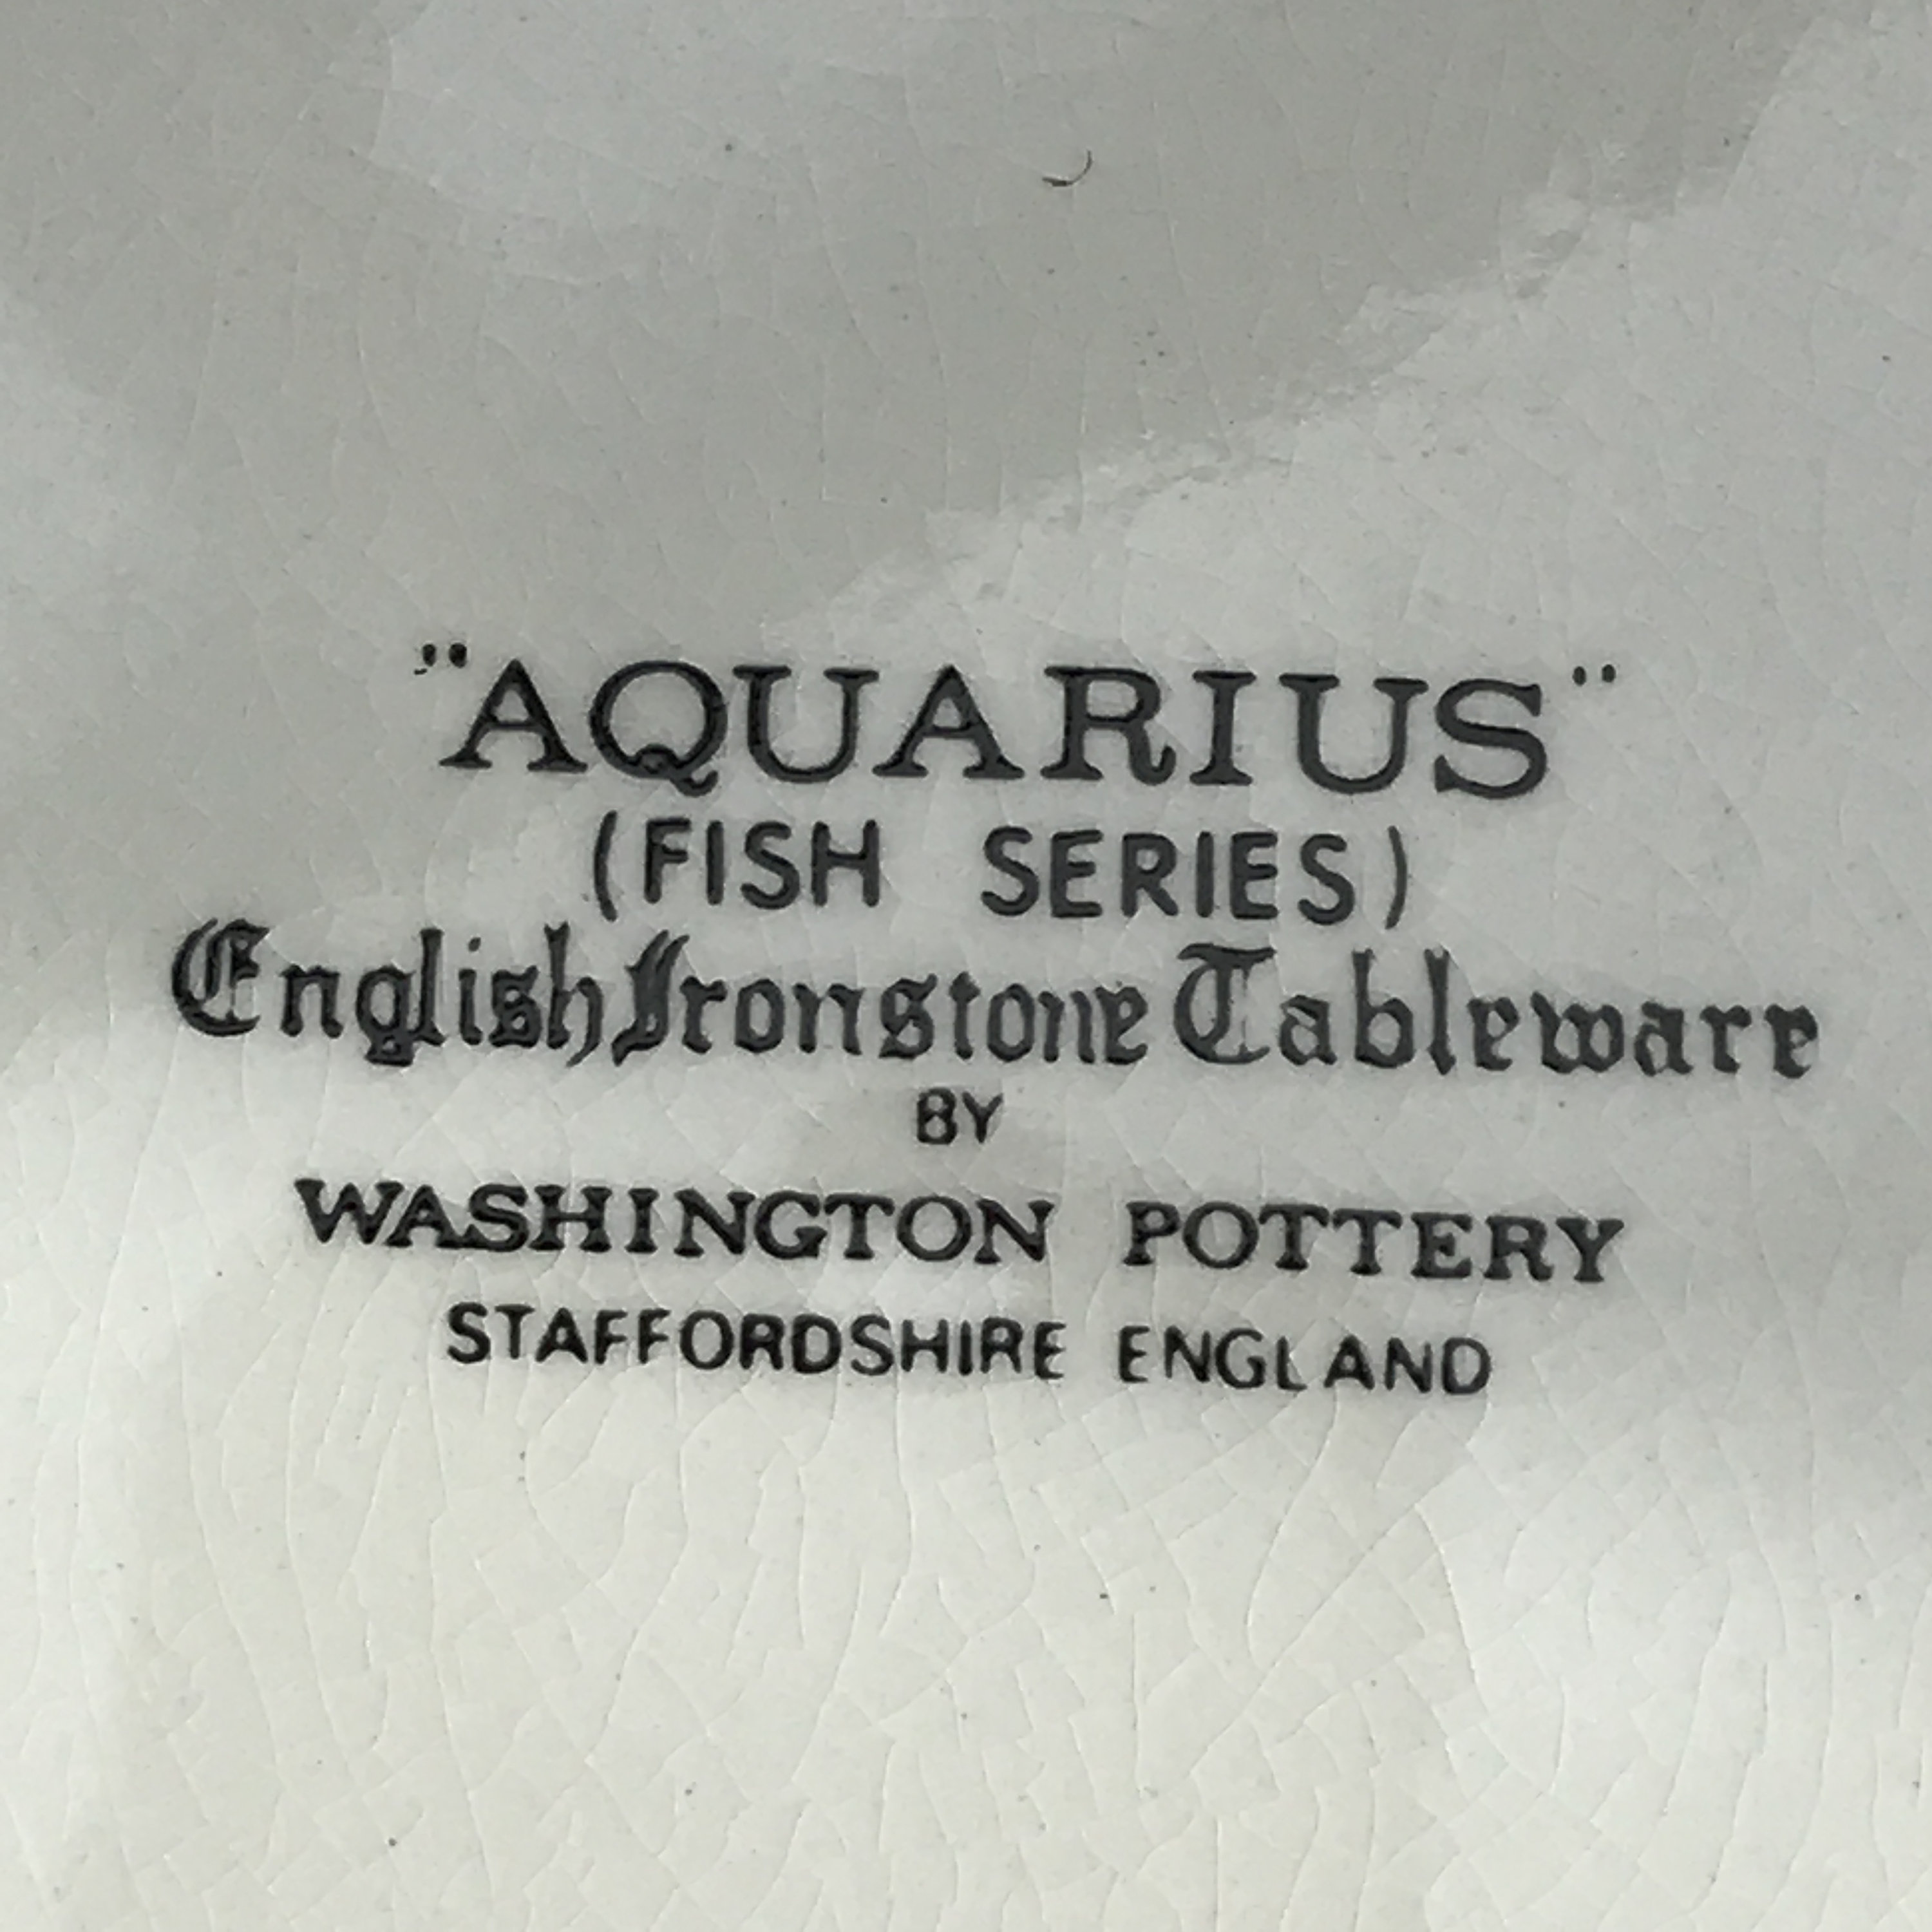 "AQUARIUS"
(FISH SERIES)
English Ironstone Tableware
BY
WASHINGTON POTTERY
STAFFORDSHIRE ENGLAND